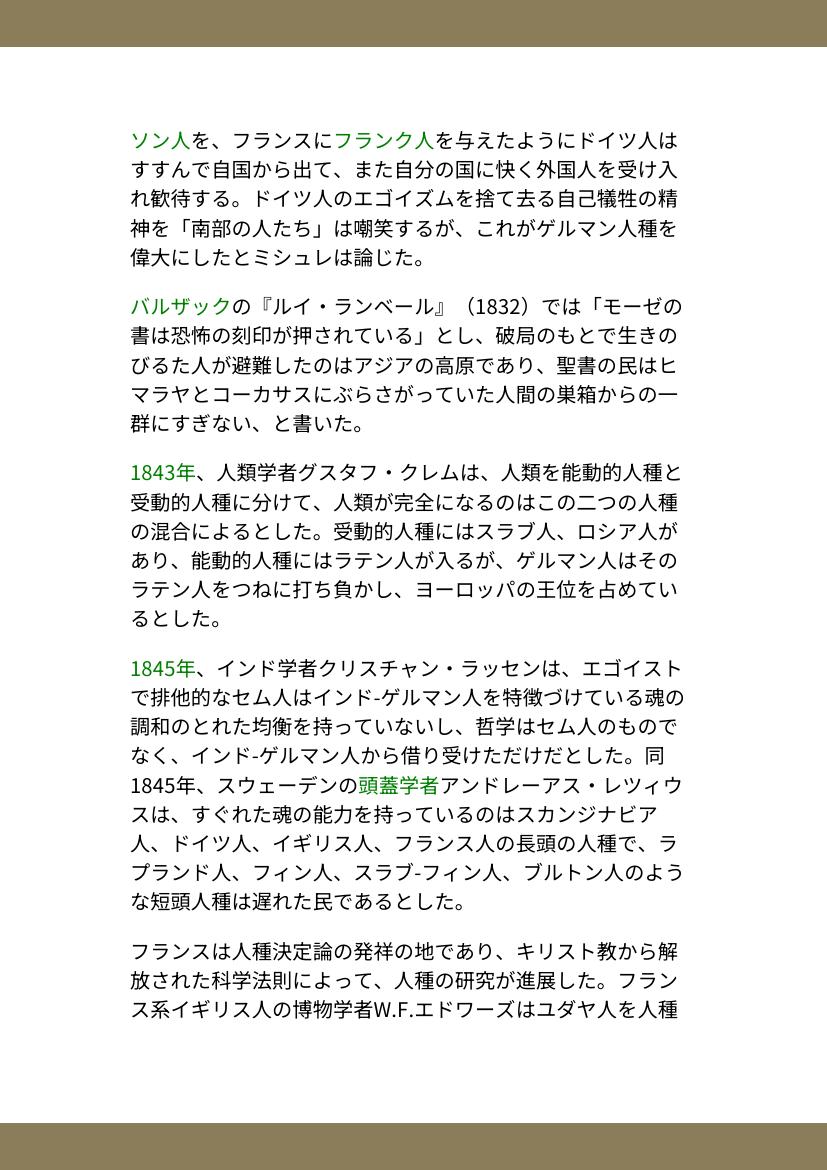 ソン人を、フランスにフランク人を与えたようにドイツ人は
すすんで自国から出て、また自分の国に快く外国人を受け入
れ歓待する。ドイツ人のエゴイズムを捨て去る自己犠牲の精
神を「南部の人たち」は嘲笑するが、これがゲルマン人種を
偉大にしたとミシュレは論じた。
バルザックの『ルイ・ランベール』（1832）では「モーゼの
書は恐怖の刻印が押されている」とし、破局のもとで生きの
びるた人が避難したのはアジアの高原であり、聖書の民はヒ
マラヤとコーカサスにぶらさがっていた人間の巣箱からの一
群にすぎない、と書いた。
1843年、人類学者グスタフ・クレムは、人類を能動的人種と
受動的人種に分けて、人類が完全になるのはこの二つの人種
の混合によるとした。受動的人種にはスラブ人、ロシア人が
あり、能動的人種にはラテン人が入るが、ゲルマン人はその
ラテン人をつねに打ち負かし、ヨーロッパの王位を占めてい
るとした。
1845年、インド学者クリスチャン・ラッセンは、エゴイスト
で排他的なセム人はインド-ゲルマン人を特徴づけている魂の
調和のとれた均衡を持っていないし、哲学はセム人のもので
なく、インド-ゲルマン人から借り受けただけだとした。同
1845年、スウェーデンの頭蓋学者アンドレーアス・レツィウ
スは、すぐれた魂の能力を持っているのはスカンジナビア
人、ドイツ人、イギリス人、フランス人の長頭の人種で、ラ
プランド人、フィン人、スラブ-フィン人、ブルトン人のよう
な短頭人種は遅れた民であるとした。
フランスは人種決定論の発祥の地であり、キリスト教から解
放された科学法則によって、人種の研究が進展した。フラン
ス系イギリス人の博物学者W.F.エドワーズはユダヤ人を人種